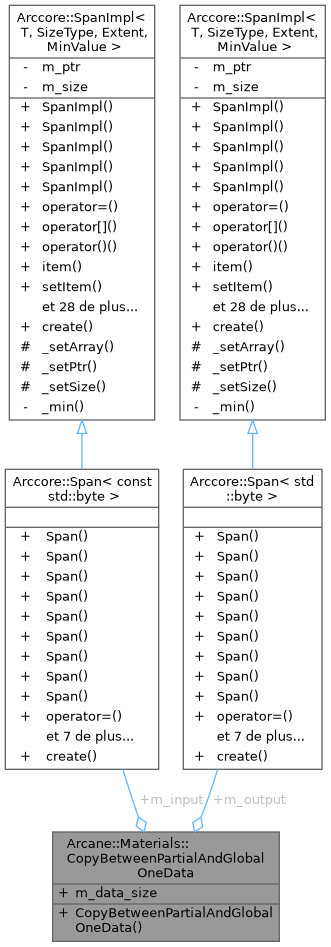 Arccore::SpanImpl<
T, SizeType, Extent,
MinValue >
- m_ptr
- m_size
+ SpanImpl()
+ SpanImpl()
+ SpanImpl()
+ SpanImpl()
+ SpanImpl()
+ operator=()
+ operator[]()
+ operator()()
+ item()
+ setItem()
et 28 de plus...
+ create()
# _setArray()
# _setPtr()
# _setSize()
- _min()
Arccore::SpanImpl<
T, SizeType, Extent,
MinValue >
- m_ptr
- m_size
+ SpanImpl()
+ SpanImpl()
+ SpanImpl()
+ SpanImpl()
+ SpanImpl()
+ operator=()
+ operator[]()
+ operator()()
+ item()
+ setItem()
et 28 de plus...
+ create()
# _setArray()
# _setPtr()
# _setSize()
- _min()
Arccore::Span< const
std::byte >
+ Span()
+ Span()
+ Span()
+ Span()
+ Span()
+ Span()
+ Span()
+ Span()
+ Span()
+ operator=()
et 7 de plus...
+ create()
Arccore::Span< std
::byte >
+ Span()
+ Span()
+ Span()
+ Span()
+ Span()
+ Span()
+ Span()
+ Span()
+ Span()
+ operator=()
et 7 de plus...
+ create()
+m_input
+m_output
Arcane::Materials::
CopyBetweenPartialAndGlobal
OneData
+ m_data_size
+ CopyBetweenPartialAndGlobal
OneData()